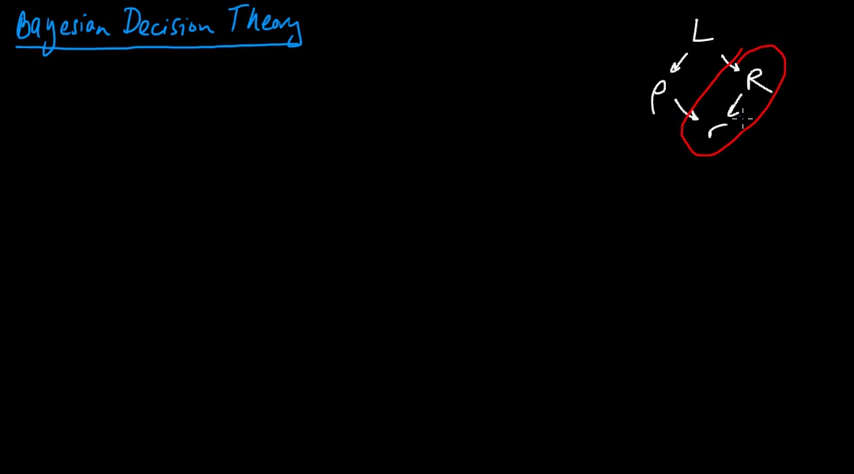 Bayesian Decision Theory
L
ρ R
r